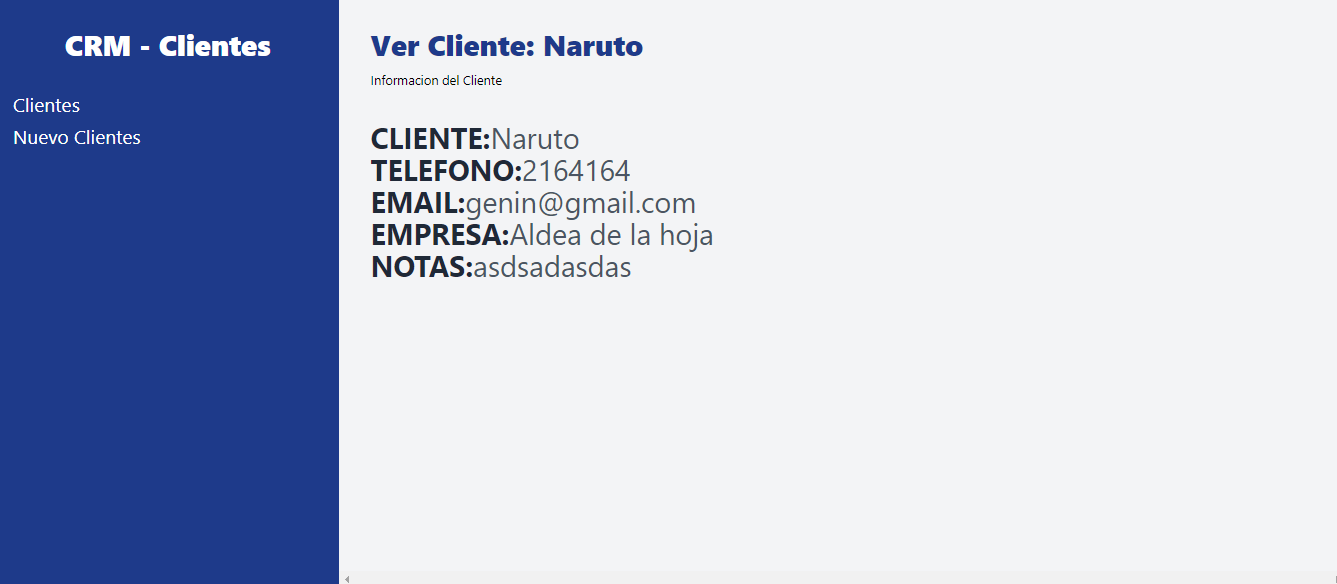 CRM - Clientes
Clientes
Nuevo Clientes
Ver Cliente: Naruto
Informacion del Cliente
CLIENTE:Naruto
TELEFONO:2164164
EMAIL:genin@gmail.com
EMPRESA:Aldea de la hoja
NOTAS:asdsadasdas